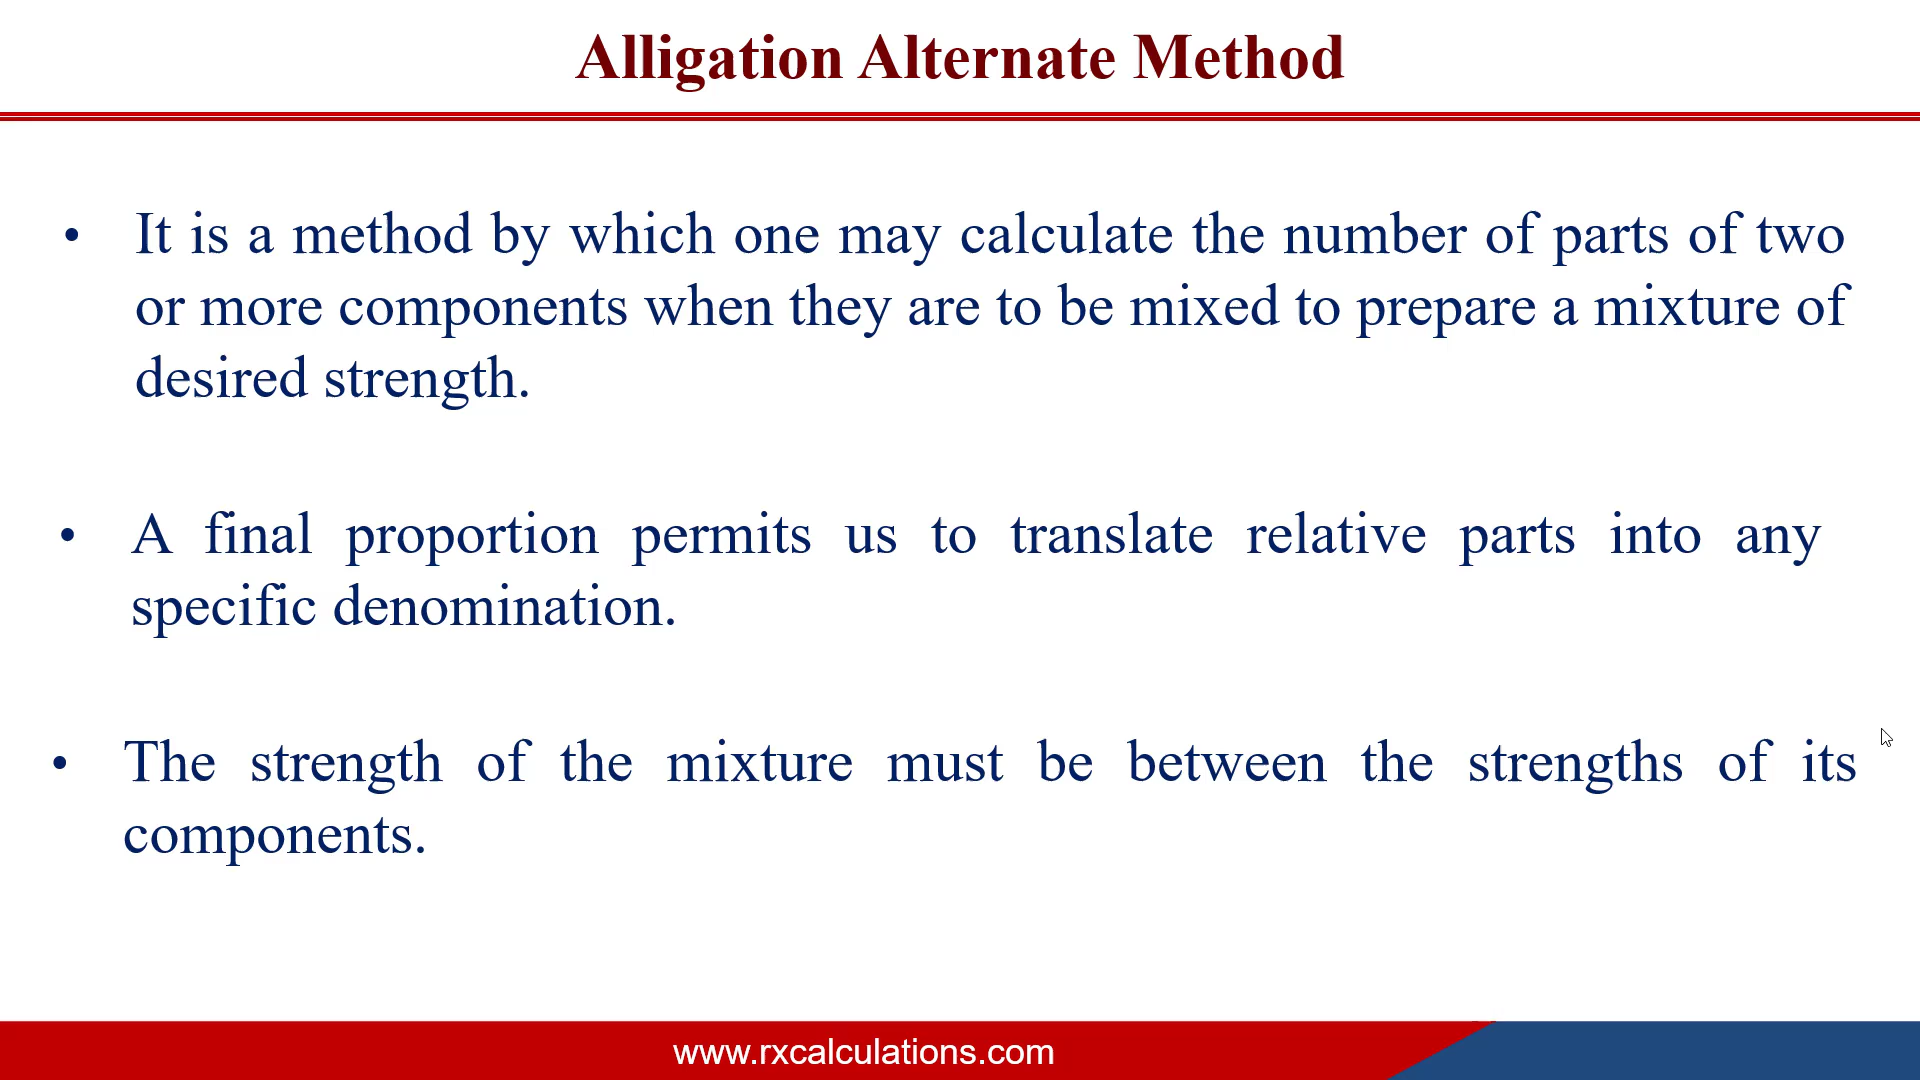 Alligation Alternate Method
• It is a method by which one may calculate the number of parts of two
or more components when they are to be mixed to prepare a mixture of
desired strength.
• A final proportion permits us to translate relative parts into any
specific denomination.
• The strength of the mixture must be between the strengths of its
components.
www.rxcalculations.com